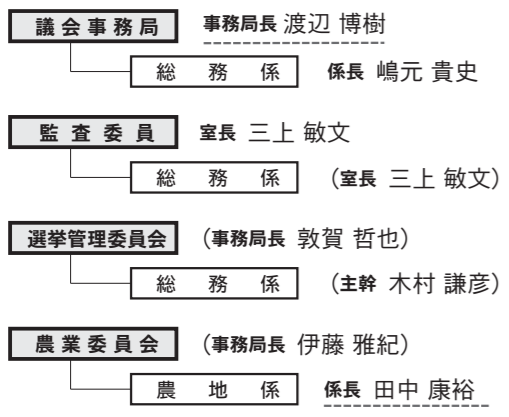 議会事務局 事務局長 渡辺 博樹
総務係 係長 嶋元 貴史
監査委員 室長 三上 敏文
総務係 （室長 三上 敏文）
選挙管理委員会 （事務局長 敦賀 哲也）
総務係 （主幹 木村 謙彦）
農業委員会 （事務局長 伊藤 雅紀）
農地係 係長 田中 康裕